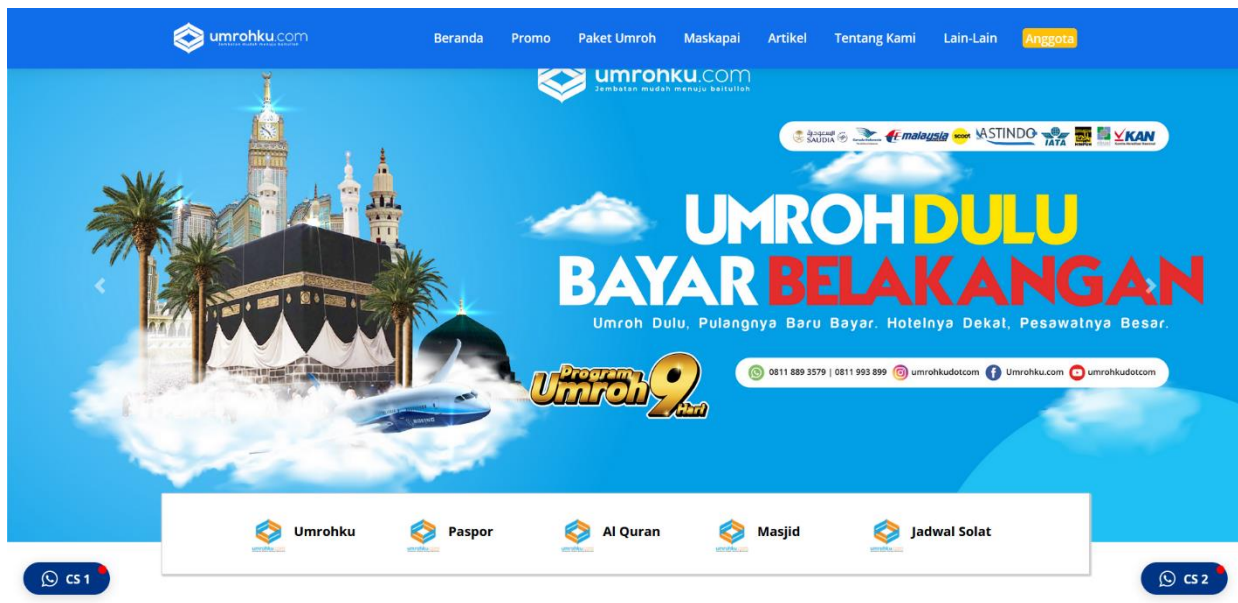 umrohku.com
Jembatan mudah menuju baitulloh
Beranda Promo Paket Umroh Maskapai Artikel Tentang Kami Lain-Lain Anggota
umrohku.com
Jembatan mudah menuju baitulloh
السعودية
SAUDIA Garuda Indonesia malaysia scoot ASTINDO IATA KAN
UMROH DULU
BAYAR BELAKANGAN
Umroh Dulu, Pulangnya Baru Bayar. Hotelnya Dekat, Pesawatnya Besar.
Program
Umroh 9
Hari
0811 889 3579 | 0811 993 899 umrohkudotcom Umrohku.com umrohkudotcom
Umrohku Paspor Al Quran Masjid Jadwal Solat
CS 1 CS 2